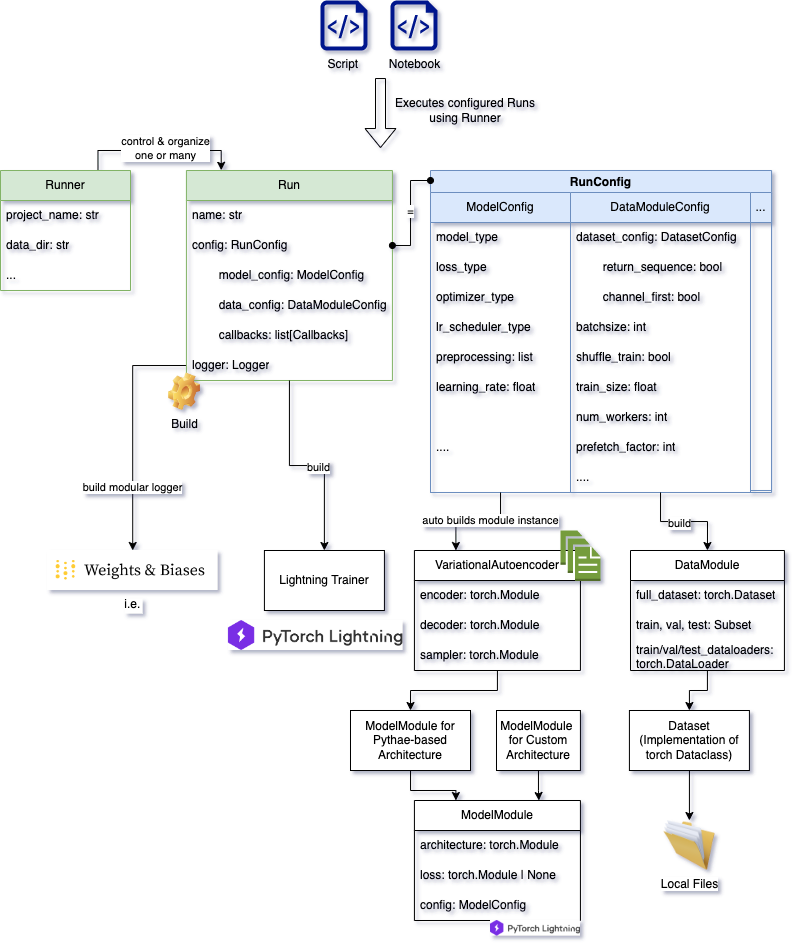 Script
Notebook
Executes configured Runs
using Runner
control & organize
one or many
Runner
project_name: str
data_dir: str
...
Run
name: str
config: RunConfig
model_config: ModelConfig
data_config: DataModuleConfig
callbacks: list[Callbacks]
logger: Logger
=
RunConfig
ModelConfig
model_type
loss_type
optimizer_type
lr_scheduler_type
preprocessing: list
learning_rate: float
....
DataModuleConfig
dataset_config: DatasetConfig
return_sequence: bool
channel_first: bool
batchsize: int
shuffle_train: bool
train_size: float
num_workers: int
prefetch_factor: int
....
...
Build
build modular logger
build
auto builds module instance
build
Weights & Biases
i.e.
Lightning Trainer
PyTorch Lightning
VariationalAutoencoder
encoder: torch.Module
decoder: torch.Module
sampler: torch.Module
DataModule
full_dataset: torch.Dataset
train, val, test: Subset
train/val/test_dataloaders:
torch.DataLoader
ModelModule for
Pythae-based
Architecture
ModelModule
for Custom
Architecture
Dataset
(Implementation of
torch Dataclass)
ModelModule
architecture: torch.Module
loss: torch.Module | None
config: ModelConfig
PyTorch Lightning
Local Files